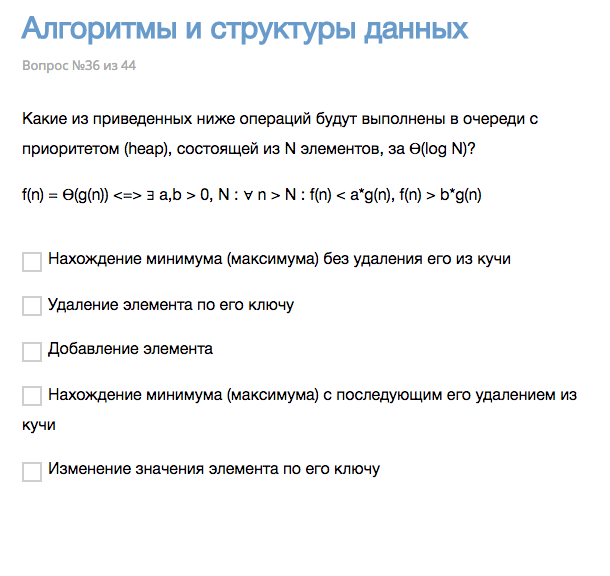 Алгоритмы и структуры данных
Вопрос №36 из 44
Какие из приведенных ниже операций будут выполнены в очереди с
приоритетом (heap), состоящей из N элементов, за Ө(log N)?
f(n) = Ө(g(n)) <=> ∃ a,b > 0, N : ∀ n > N : f(n) < a*g(n), f(n) > b*g(n)
Нахождение минимума (максимума) без удаления его из кучи
Удаление элемента по его ключу
Добавление элемента
Нахождение минимума (максимума) с последующим его удалением из
кучи
Изменение значения элемента по его ключу